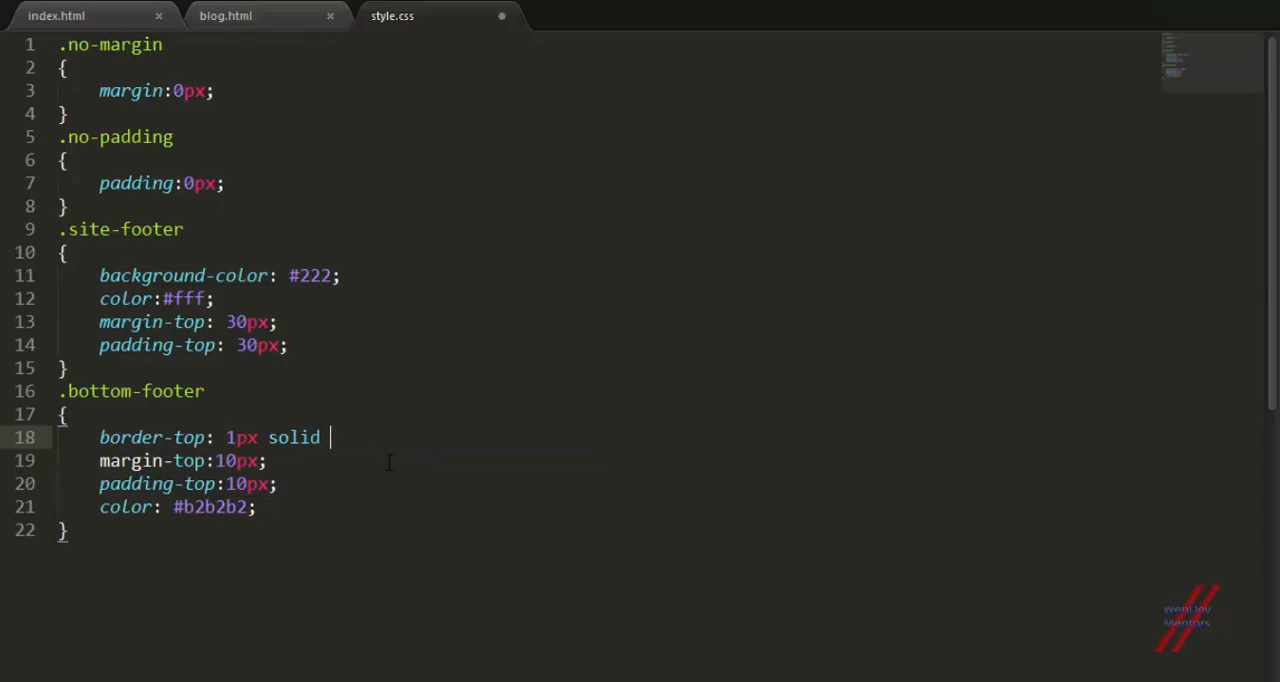 index.html × blog.html × style.css
1 .no-margin
2 {
3 margin:0px;
4 }
5 .no-padding
6 {
7 padding:0px;
8 }
9 .site-footer
10 {
11 background-color: #222;
12 color:#fff;
13 margin-top: 30px;
14 padding-top: 30px;
15 }
16 .bottom-footer
17 {
18 border-top: 1px solid
19 margin-top:10px;
20 padding-top:10px;
21 color: #b2b2b2;
22 }
WebDev
Mentors